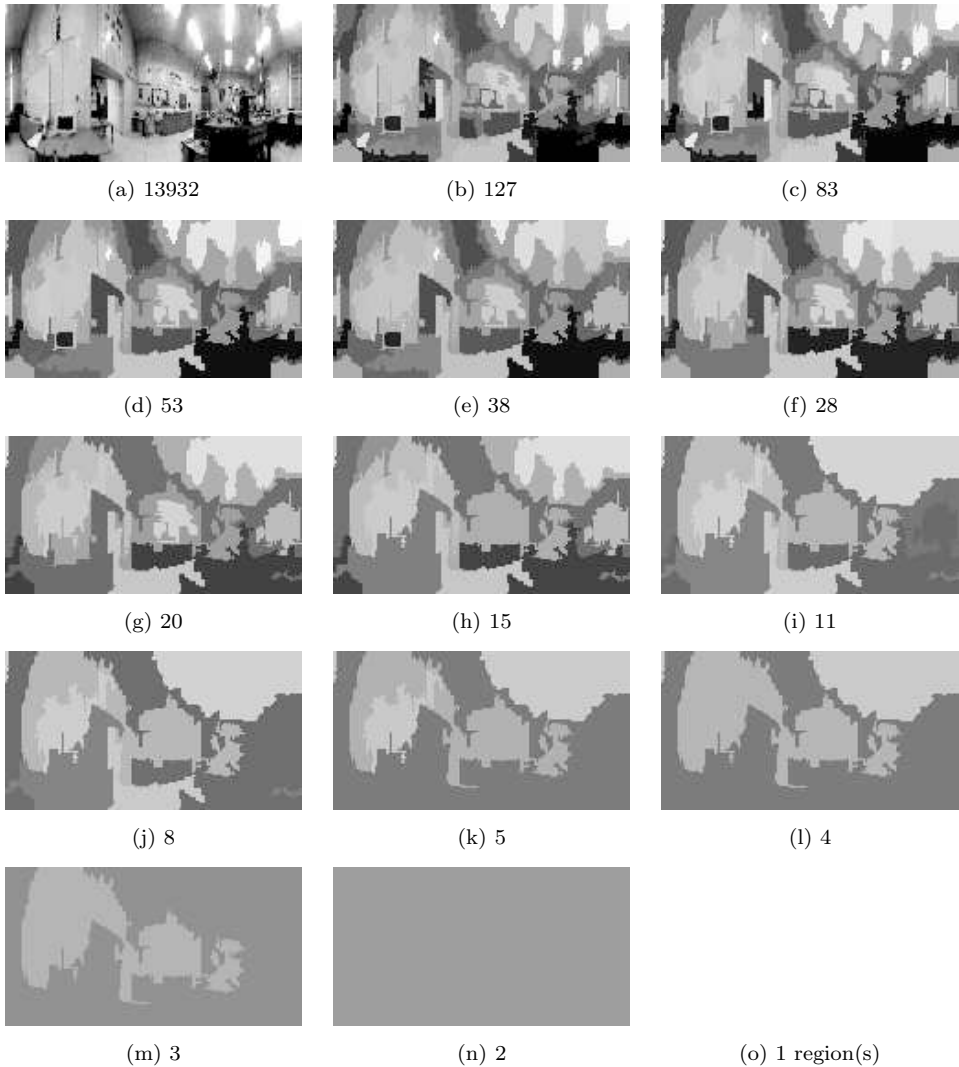 (a) 13932
(b) 127
(c) 83
(d) 53
(e) 38
(f) 28
(g) 20
(h) 15
(i) 11
(j) 8
(k) 5
(l) 4
(m) 3
(n) 2
(o) 1 region(s)